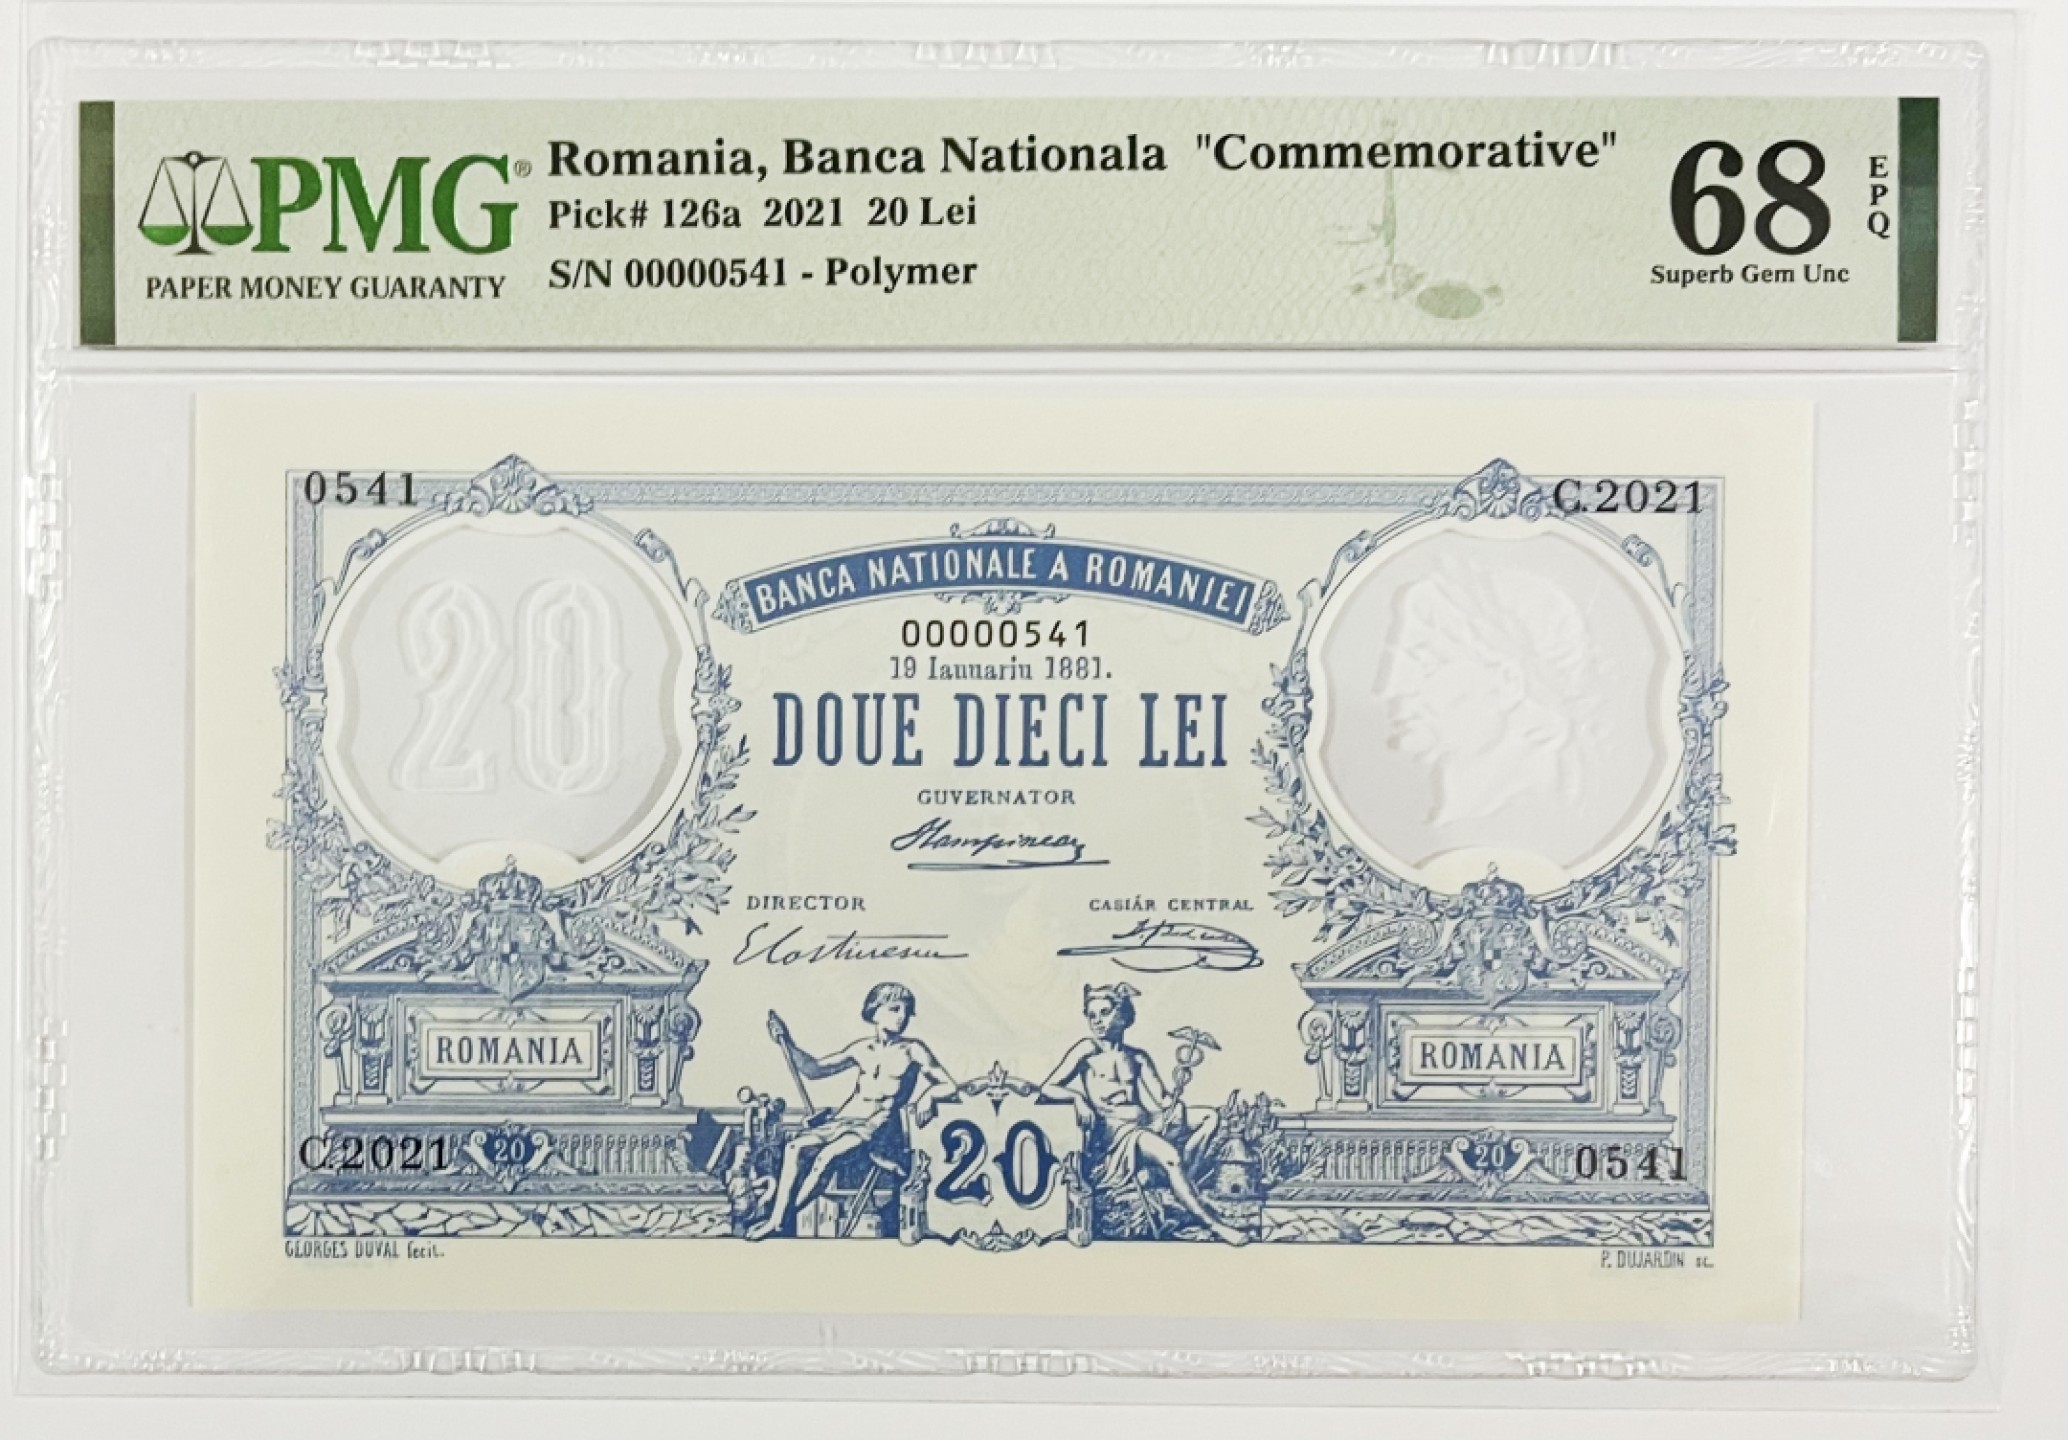 PMG®
PAPER MONEY GUARANTY
Romania, Banca Nationala "Commemorative"
Pick# 126a 2021 20 Lei
S/N 00000541 - Polymer
68
EPQ
Superb Gem Unc
0541
C.2021
20
BANCA NATIONALE A ROMANIEI
00000541
19 Ianuariu 1881.
DOUE DIECI LEI
GUVERNATOR
DIRECTOR
CASIÁR CENTRAL
ROMANIA
ROMANIA
C.2021
20
20
20
0541
GEORGES DUVAL fecit.
P. DUJARDIN sc.